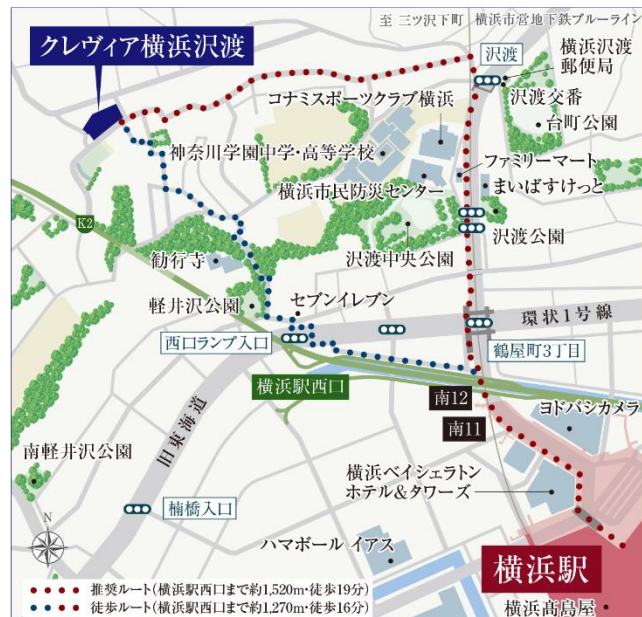 至 三ツ沢下町
横浜市営地下鉄ブルーライン
クレヴィア横浜沢渡
沢渡
横浜沢渡
郵便局
沢渡交番
台町公園
コナミスポーツクラブ横浜
神奈川学園中学・高等学校
ファミリーマート
まいばすけっと
横浜市民防災センター
K2
沢渡公園
沢渡中央公園
勧行寺
軽井沢公園
セブンイレブン
環状1号線
西口ランプ入口
鶴屋町3丁目
横浜駅西口
南12
ヨドバシカメラ
南11
旧東海道
南軽井沢公園
横浜ベイシェラトン
ホテル&タワーズ
楠橋入口
N
ハマボール イアス
横浜駅
推奨ルート(横浜駅西口まで約1,520m・徒歩19分)
徒歩ルート(横浜駅西口まで約1,270m・徒歩16分)
横浜髙島屋